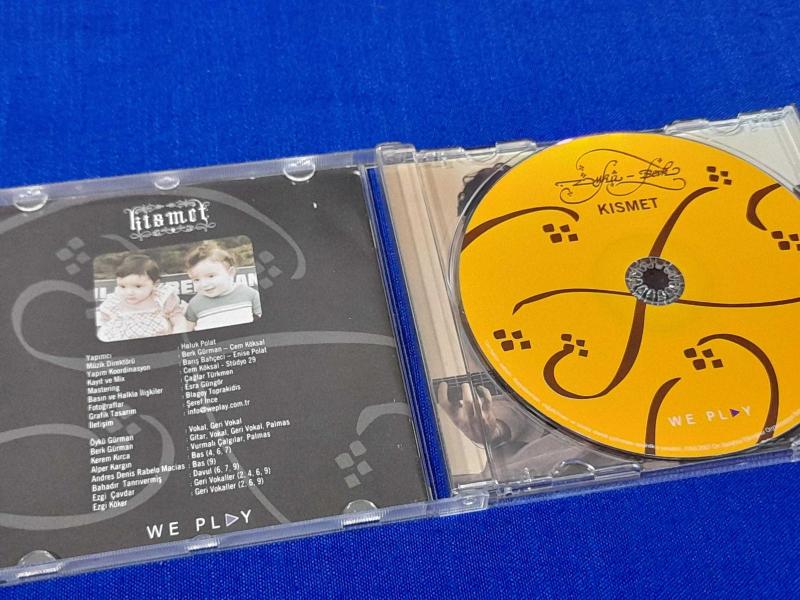 kısmet
Yapımcı : Haluk Polat
Müzik Direktörü : Berk Gürman – Cem Köksal
Yapım Koordinasyon : Barış Bahçeci – Enise Polat
Kayıt ve Mix : Cem Köksal - Stüdyo 29
Mastering : Çağlar Türkmen
Basın ve Halkla İlişkiler : Esra Güngör
Fotoğraflar : Blagoy Toprakidis
Grafik Tasarım : Şeref İnce
İletişim : info@weplay.com.tr
Öykü Gürman : Vokal, Geri Vokal
Berk Gürman : Gitar, Vokal, Geri Vokal, Palmas
Kerem Kırca : Vurmalı Çalgılar, Palmas
Alper Kargın : Bas (4, 6, 7)
Andres Denis Rabelo Macias : Bas (9)
Bahadır Tanrıvermiş : Davul (6, 7, 9)
Ezgi Çavdar : Geri Vokaller (2, 4, 6, 9)
Ezgi Köker : Geri Vokaller (2, 6, 9)
WE PLAY
Öykü – Berk
KISMET
WE PLAY